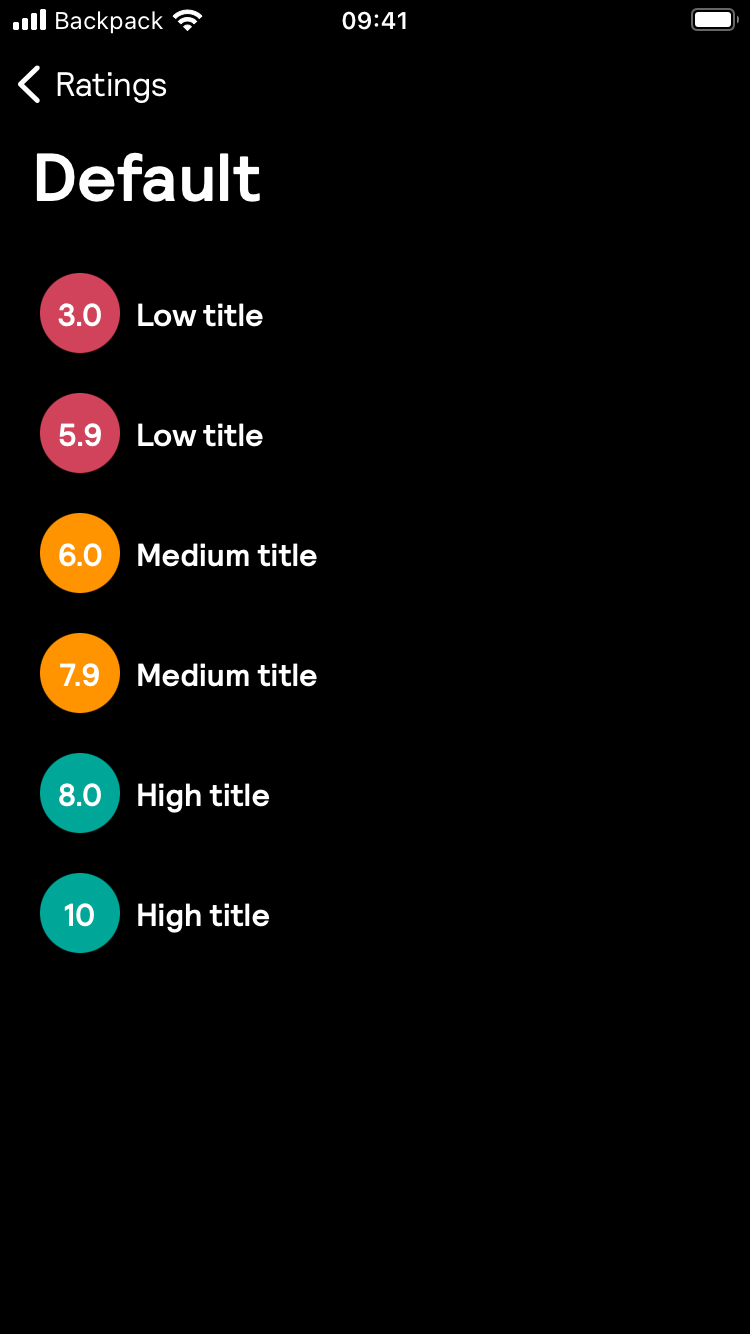 Backpack 09:41
Ratings
Default
3.0 Low title
5.9 Low title
6.0 Medium title
7.9 Medium title
8.0 High title
10 High title